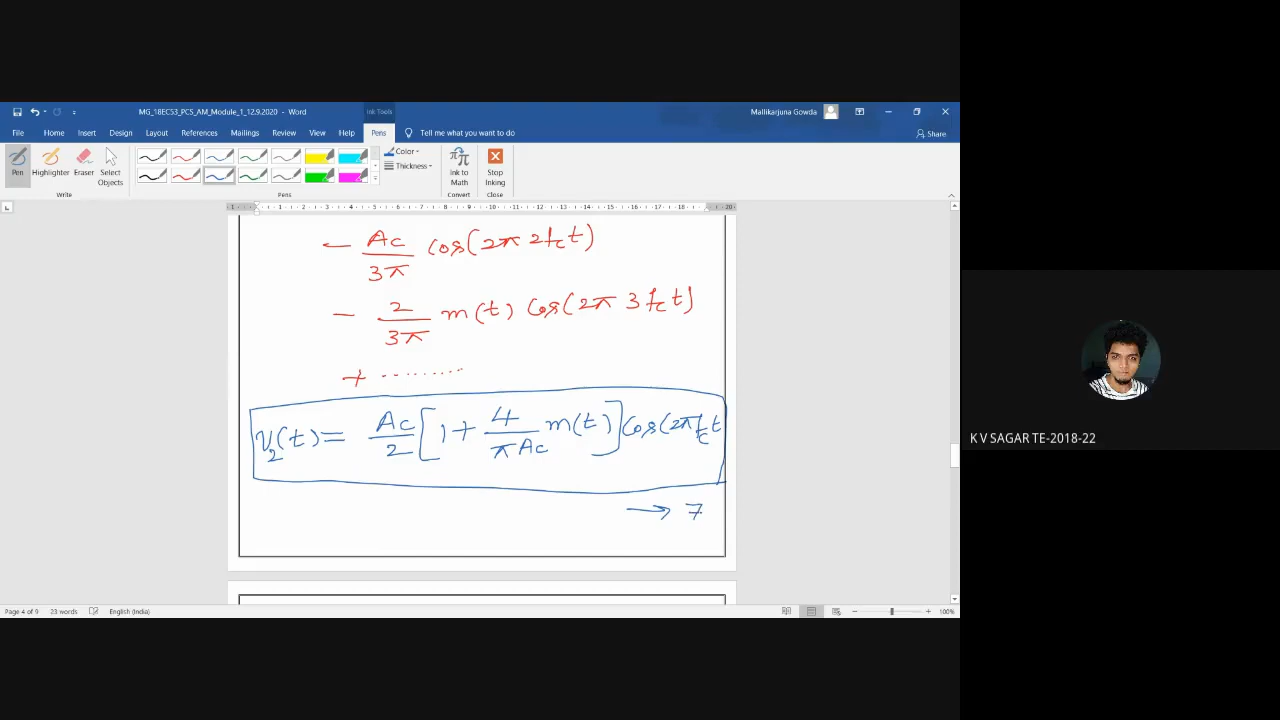 MG_18EC53_PCS_AM_Module_1_12.9.2020 - Word
Ink Tools
Mallikarjuna Gowda
File Home Insert Design Layout References Mailings Review View Help Pens Tell me what you want to do
Share
Pen
Highlighter
Eraser
Select Objects
Color
Thickness
Ink to Math
Stop Inking
Write
Pens
Convert
Close
− Ac/3π cos(2π 2fc t)
− 2/3π m(t) cos(2π 3fc t)
+ .........
v2(t) = Ac/2 [1 + 4/πAc m(t)] cos(2πfc t
→ 7
K V SAGAR TE-2018-22
Page 4 of 9 23 words English (India)
100%